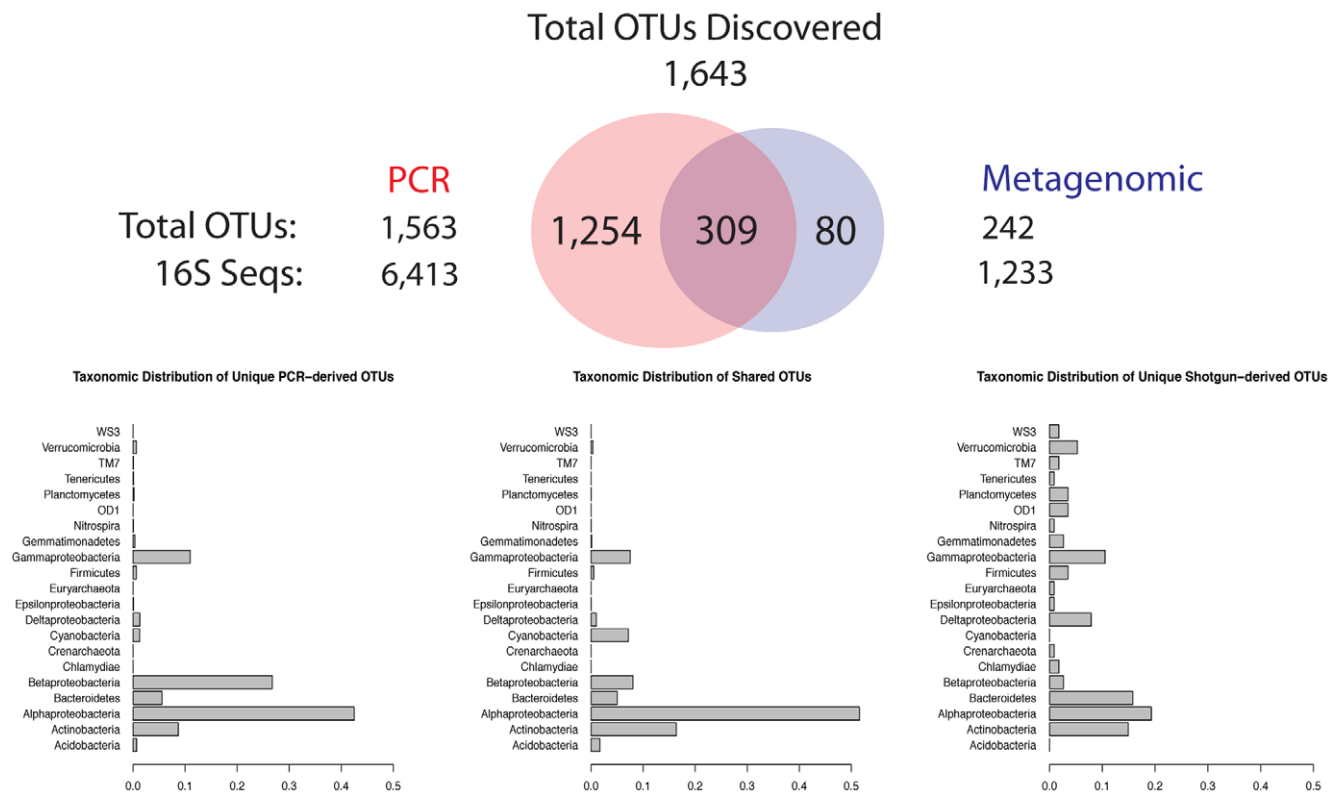 Total OTUs Discovered
1,643
PCR
Metagenomic
Total OTUs: 1,563 1,254 309 80 242
16S Seqs: 6,413 1,233
Taxonomic Distribution of Unique PCR−derived OTUs
WS3
Verrucomicrobia
TM7
Tenericutes
Planctomycetes
OD1
Nitrospira
Gemmatimonadetes
Gammaproteobacteria
Firmicutes
Euryarchaeota
Epsilonproteobacteria
Deltaproteobacteria
Cyanobacteria
Crenarchaeota
Chlamydiae
Betaproteobacteria
Bacteroidetes
Alphaproteobacteria
Actinobacteria
Acidobacteria
0.0 0.1 0.2 0.3 0.4 0.5
Taxonomic Distribution of Shared OTUs
WS3
Verrucomicrobia
TM7
Tenericutes
Planctomycetes
OD1
Nitrospira
Gemmatimonadetes
Gammaproteobacteria
Firmicutes
Euryarchaeota
Epsilonproteobacteria
Deltaproteobacteria
Cyanobacteria
Crenarchaeota
Chlamydiae
Betaproteobacteria
Bacteroidetes
Alphaproteobacteria
Actinobacteria
Acidobacteria
0.0 0.1 0.2 0.3 0.4 0.5
Taxonomic Distribution of Unique Shotgun−derived OTUs
WS3
Verrucomicrobia
TM7
Tenericutes
Planctomycetes
OD1
Nitrospira
Gemmatimonadetes
Gammaproteobacteria
Firmicutes
Euryarchaeota
Epsilonproteobacteria
Deltaproteobacteria
Cyanobacteria
Crenarchaeota
Chlamydiae
Betaproteobacteria
Bacteroidetes
Alphaproteobacteria
Actinobacteria
Acidobacteria
0.0 0.1 0.2 0.3 0.4 0.5